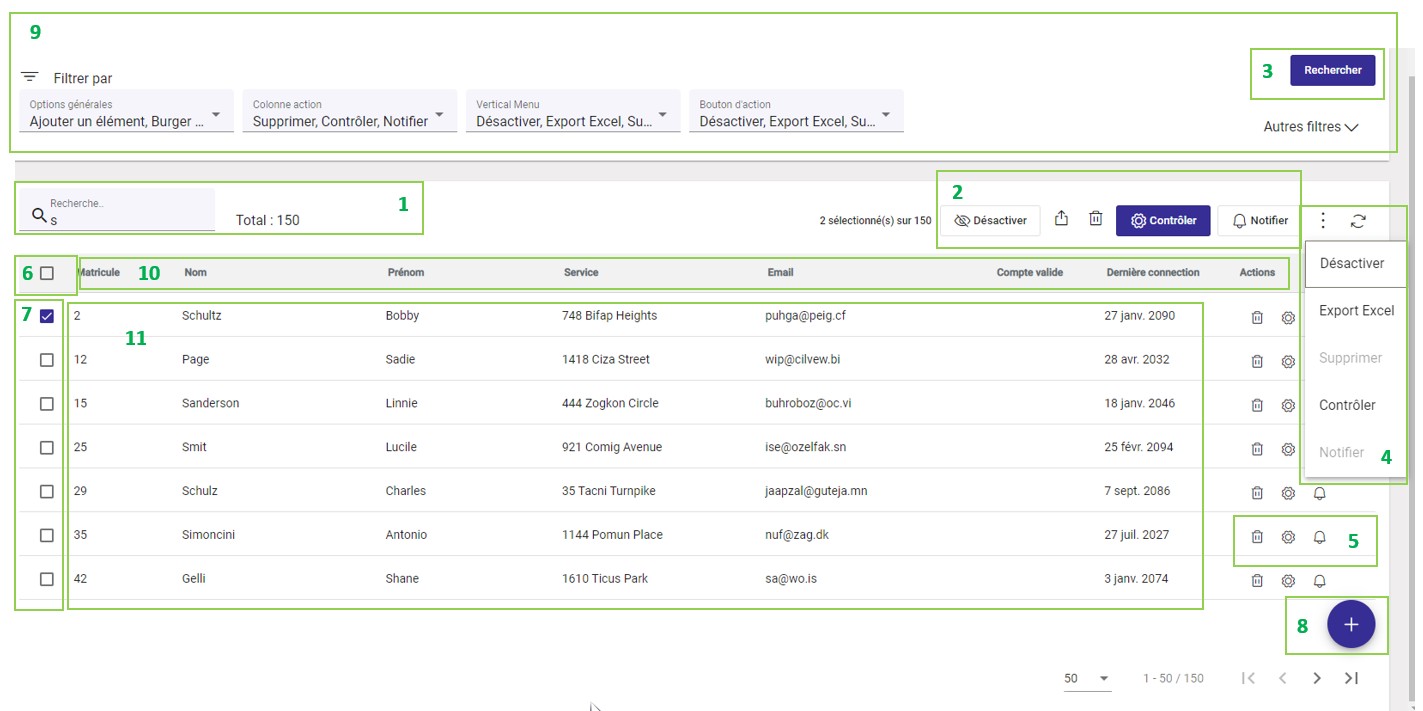 9
3
Rechercher
Filtrer par
Options générales
Ajouter un élément, Burger ...
Colonne action
Supprimer, Contrôler, Notifier
Vertical Menu
Désactiver, Export Excel, Su...
Bouton d'action
Désactiver, Export Excel, Su...
Autres filtres
Recherche..
s
Total : 150
1
2 sélectionné(s) sur 150
2
Désactiver
Contrôler
Notifier
6
Matricule
10
Nom
Prénom
Service
Email
Compte valide
Dernière connection
Actions
Désactiver
Export Excel
Supprimer
Contrôler
Notifier
4
7
11
2 Schultz Bobby 748 Bifap Heights puhga@peig.cf 27 janv. 2090
12 Page Sadie 1418 Ciza Street wip@cilvew.bi 28 avr. 2032
15 Sanderson Linnie 444 Zogkon Circle buhroboz@oc.vi 18 janv. 2046
25 Smit Lucile 921 Comig Avenue ise@ozelfak.sn 25 févr. 2094
29 Schulz Charles 35 Tacni Turnpike jaapzal@guteja.mn 7 sept. 2086
35 Simoncini Antonio 1144 Pomun Place nuf@zag.dk 27 juil. 2027
5
42 Gelli Shane 1610 Ticus Park sa@wo.is 3 janv. 2074
8
50
1 - 50 / 150